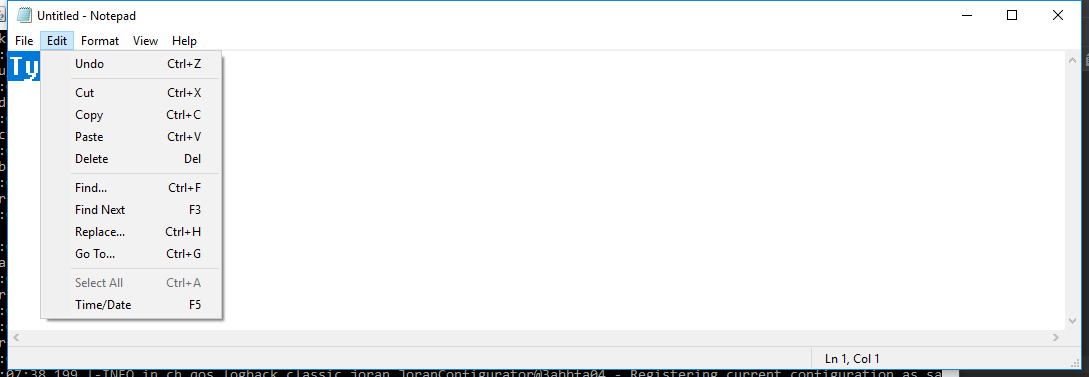 Untitled - Notepad
File Edit Format View Help
Ty
Undo Ctrl+Z
Cut Ctrl+X
Copy Ctrl+C
Paste Ctrl+V
Delete Del
Find... Ctrl+F
Find Next F3
Replace... Ctrl+H
Go To... Ctrl+G
Select All Ctrl+A
Time/Date F5
Ln 1, Col 1
:07:38,199 |-INFO in ch.qos.logback.classic.joran.JoranConfigurator@3abbfa04 - Registering current configuration as sa